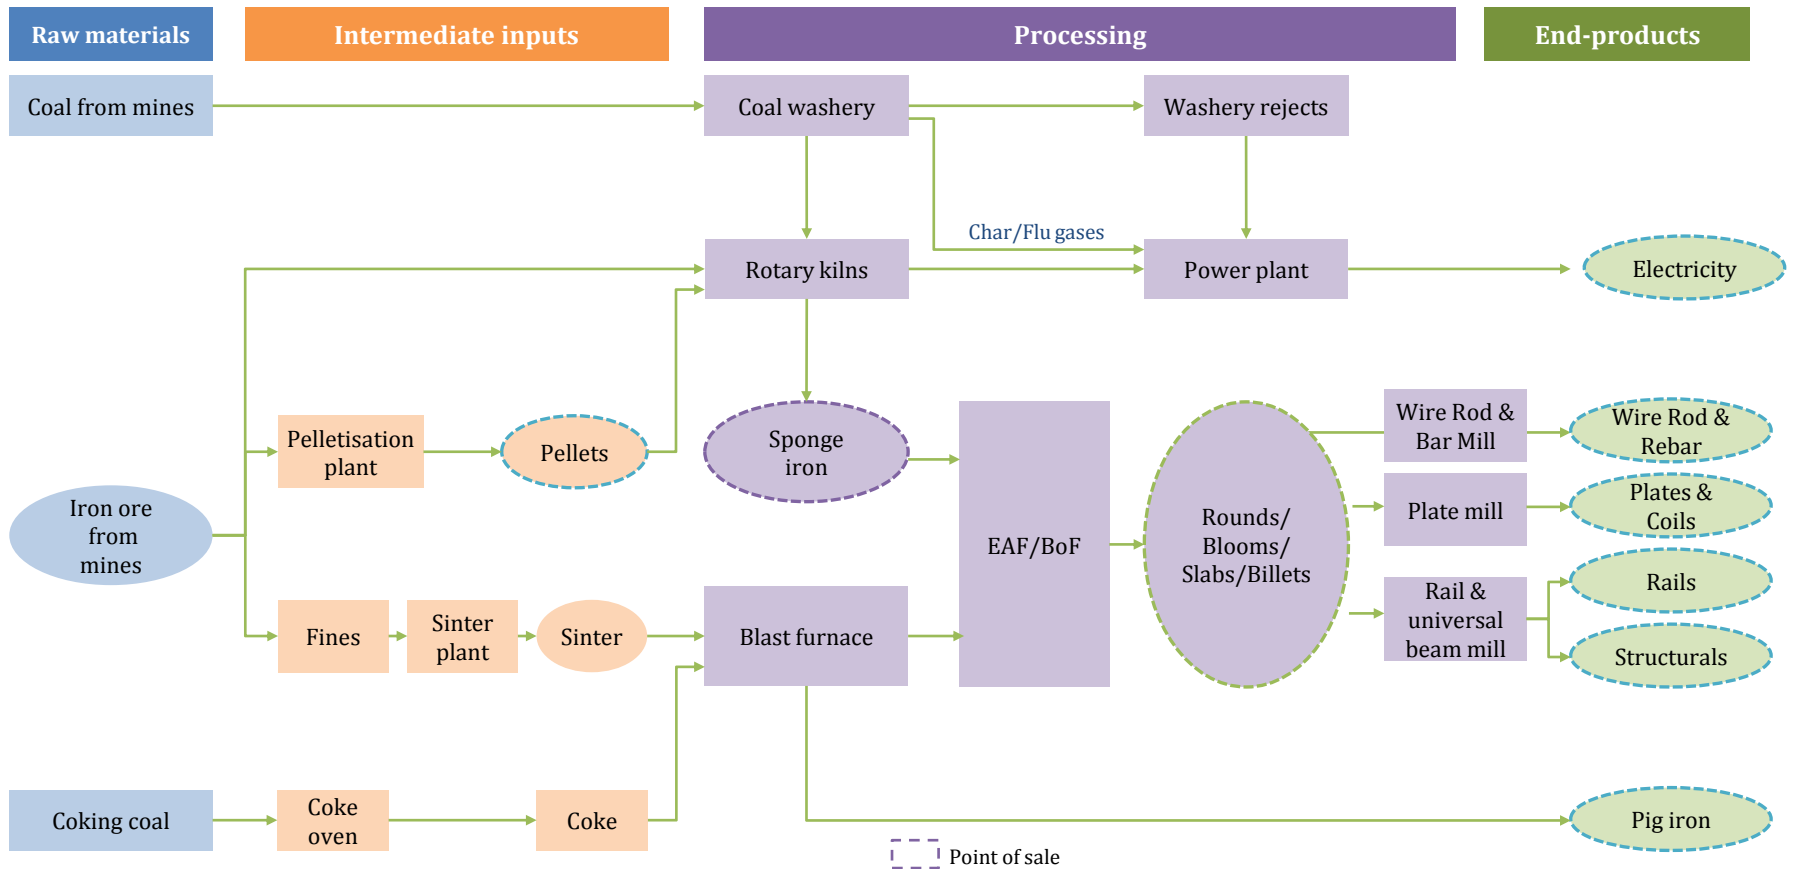 Raw materials
Intermediate inputs
Processing
End-products
Coal from mines
Coal washery
Washery rejects
Char/Flu gases
Rotary kilns
Power plant
Electricity
Pelletisation
plant
Pellets
Sponge
iron
Wire Rod &
Bar Mill
Wire Rod &
Rebar
Iron ore
from
mines
EAF/BoF
Rounds/
Blooms/
Slabs/Billets
Plate mill
Plates &
Coils
Fines
Sinter
plant
Sinter
Blast furnace
Rail &
universal
beam mill
Rails
Structurals
Coking coal
Coke
oven
Coke
Pig iron
Point of sale